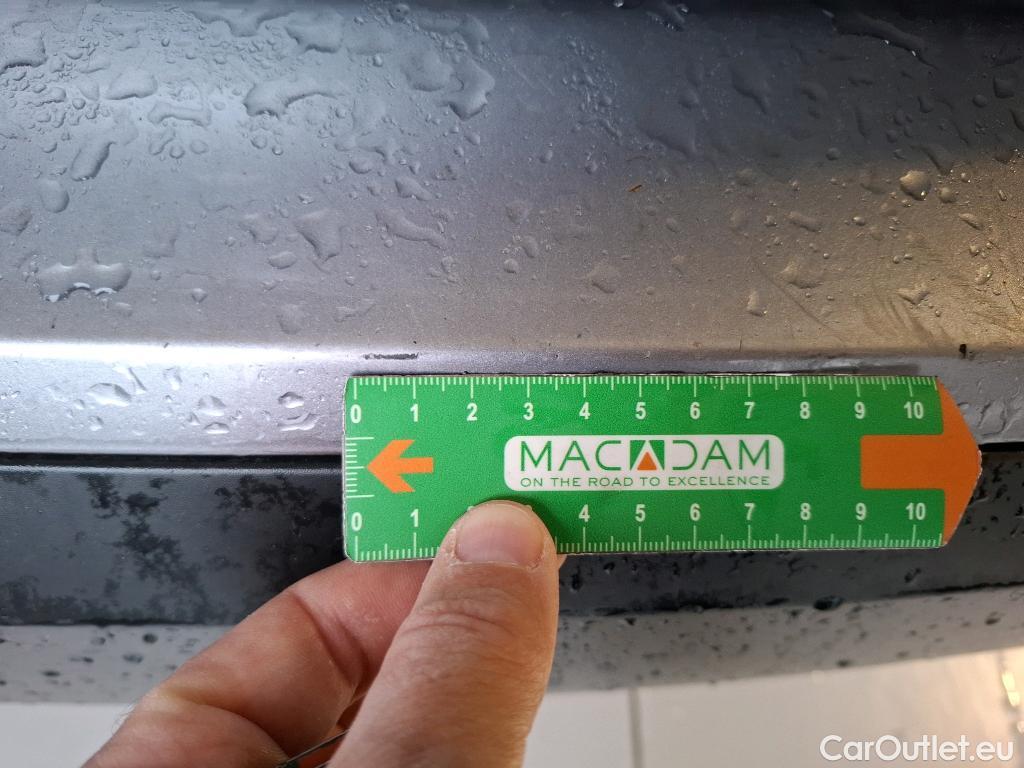 0 1 2 3 4 5 6 7 8 9 10
MACADAM
ON THE ROAD TO EXCELLENCE
0 1 4 5 6 7 8 9 10
CarOutlet.eu